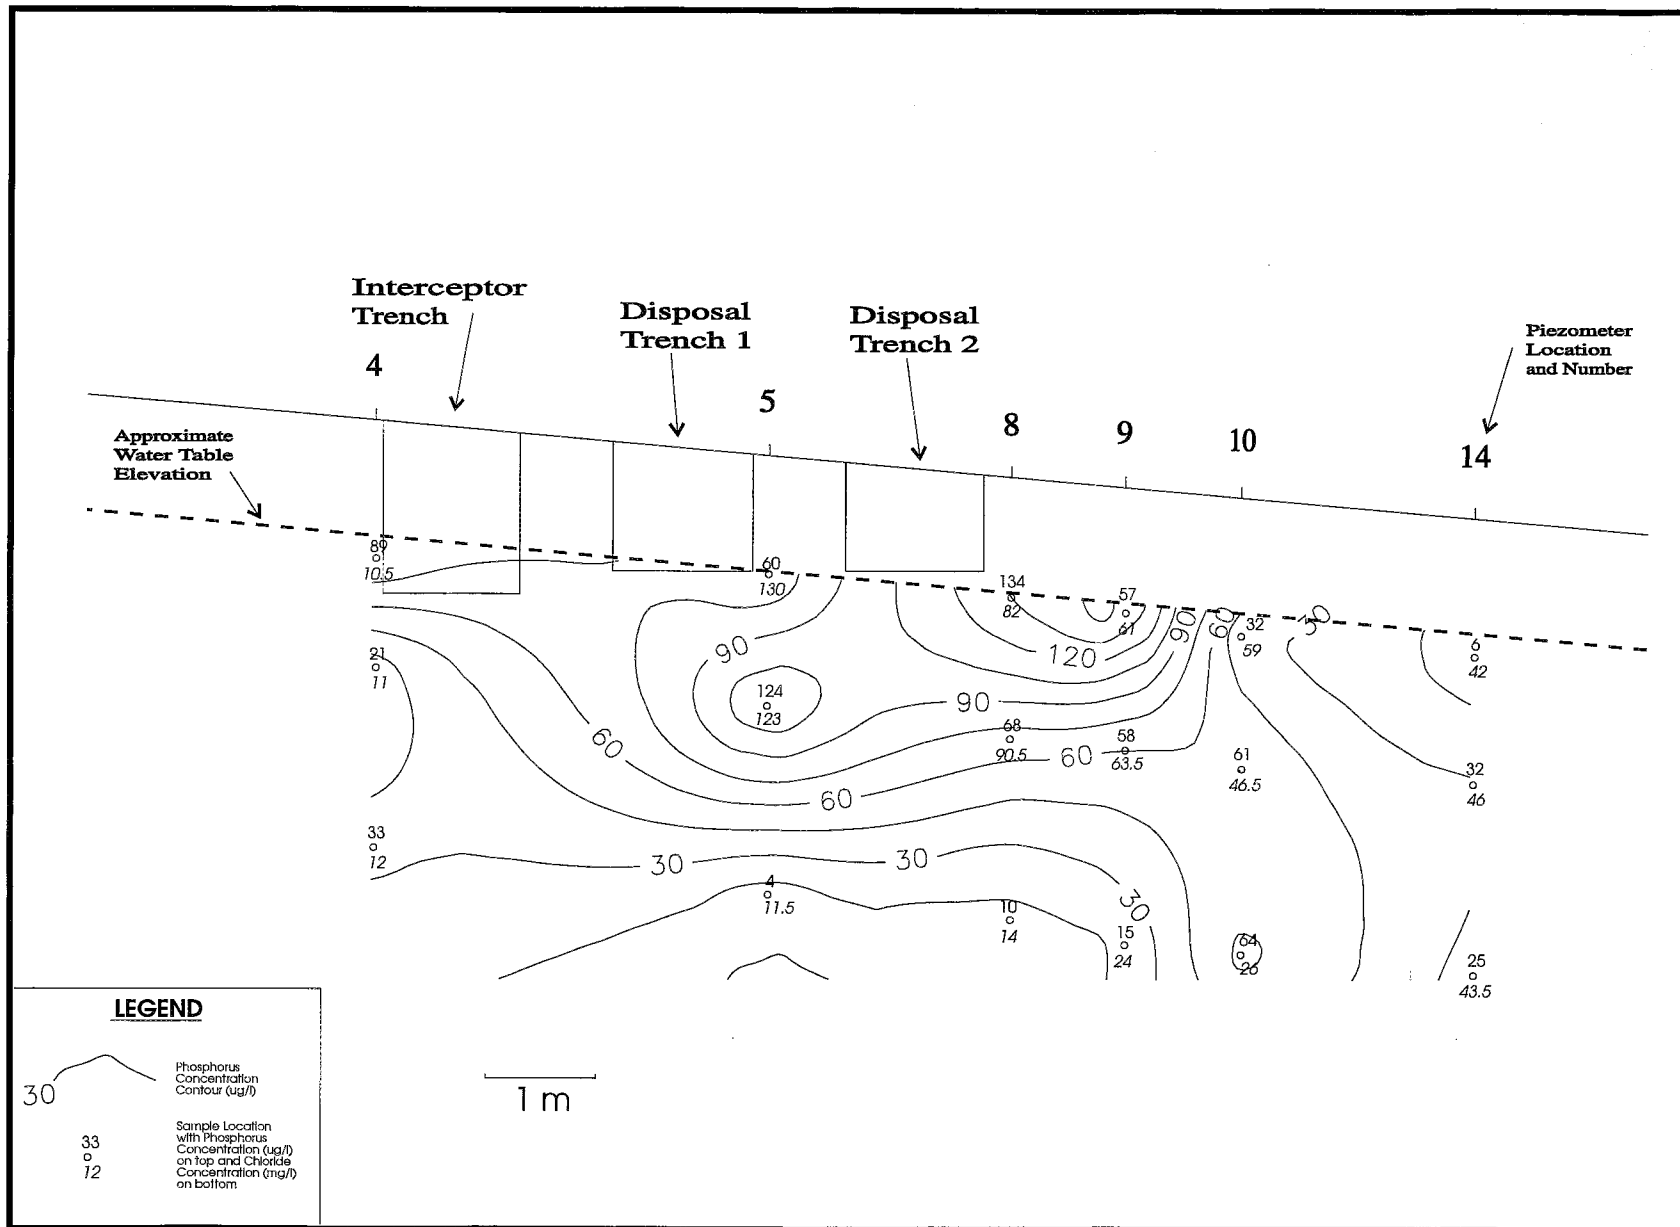 Interceptor
Trench
Disposal
Trench 1
Disposal
Trench 2
Piezometer
Location
and Number
4
5
8
9
10
14
Approximate
Water Table
Elevation
89
10.5
60
130
134
82
57
61
32
59
6
42
21
11
124
123
68
90.5
58
63.5
61
46.5
32
46
33
12
4
11.5
10
14
15
24
64
26
25
43.5
90
120
90
60
30
90
60
60
60
30
30
30
LEGEND
30
Phosphorus
Concentration
Contour (ug/l)
33
12
Sample Location
with Phosphorus
Concentration (ug/l)
on top and Chloride
Concentration (mg/l)
on bottom
1 m